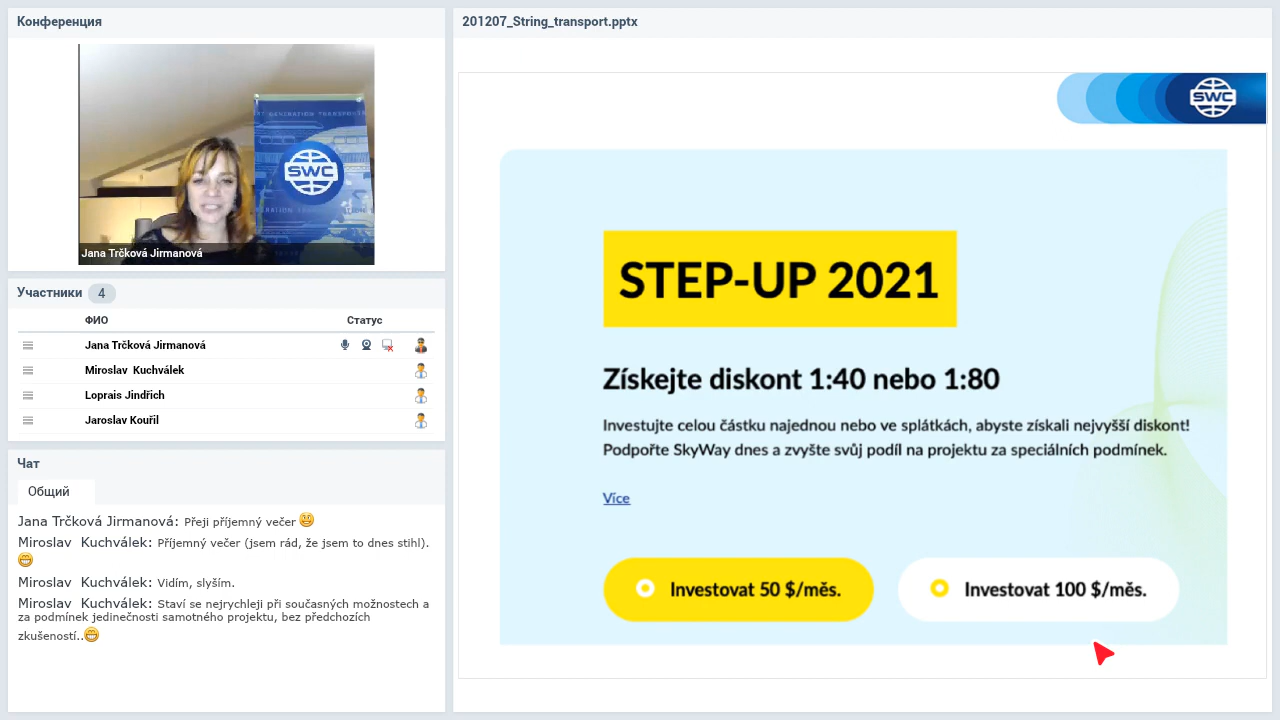 Конференция
SWC
Jana Trčková Jirmanová
Участники 4
ФИО Статус
Jana Trčková Jirmanová
Miroslav Kuchválek
Loprais Jindřich
Jaroslav Kouřil
Чат
Общий
Jana Trčková Jirmanová: Přeji příjemný večer
Miroslav Kuchválek: Příjemný večer (jsem rád, že jsem to dnes stihl).
Miroslav Kuchválek: Vidím, slyším.
Miroslav Kuchválek: Staví se nejrychleji při současných možnostech a
za podmínek jedinečnosti samotného projektu, bez předchozích
zkušeností..
201207_String_transport.pptx
SWC
STEP-UP 2021
Získejte diskont 1:40 nebo 1:80
Investujte celou částku najednou nebo ve splátkách, abyste získali nejvyšší diskont!
Podpořte SkyWay dnes a zvyšte svůj podíl na projektu za speciálních podmínek.
Více
Investovat 50 $/měs.
Investovat 100 $/měs.